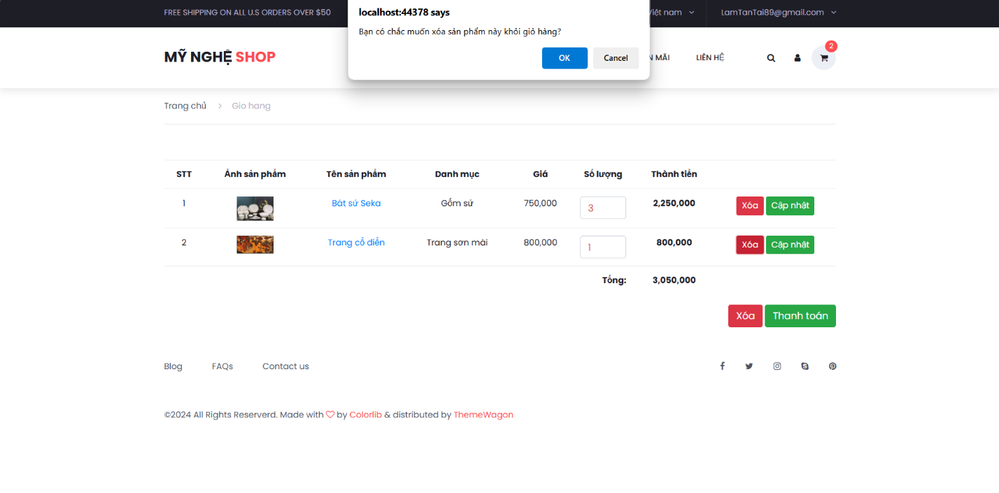 FREE SHIPPING ON ALL U.S ORDERS OVER $50
localhost:44378 says
Bạn có chắc muốn xóa sản phẩm này khỏi giỏ hàng?
OK Cancel
Việt nam
LamTanTai89@gmail.com
MỸ NGHỆ SHOP
MÃI LIÊN HỆ
2
Trang chủ > Gio hang
STT Ảnh sản phẩm Tên sản phẩm Danh mục Giá Số lượng Thành tiền
1 Bát sứ Seka Gốm sứ 750,000 3 2,250,000 Xóa Cập nhật
2 Trang cổ điển Trang sơn mài 800,000 1 800,000 Xóa Cập nhật
Tổng: 3,050,000
Xóa Thanh toán
Blog FAQs Contact us
©2024 All Rights Reserverd. Made with ♡ by Colorlib & distributed by ThemeWagon